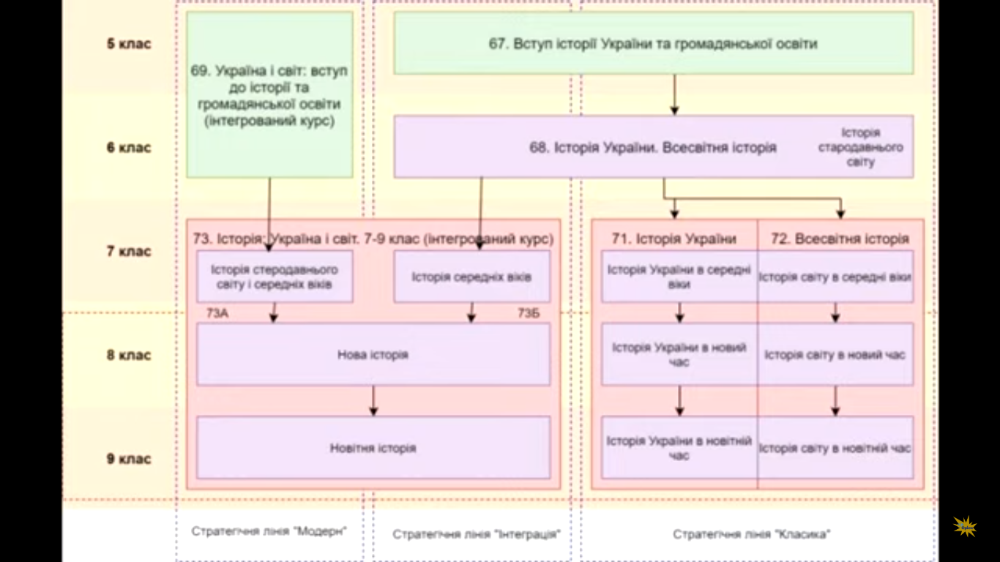 5 клас
69. Україна і світ: вступ
до історії та
громадянської освіти
(інтегрований курс)
67. Вступ історії України та громадянської освіти
6 клас
68. Історія України. Всесвітня історія
Історія
стародавнього
світу
7 клас
73. Історія: Україна і світ. 7-9 клас (інтегрований курс)
71. Історія України
72. Всесвітня історія
Історія стеродавнього
світу і середніх віків
Історія середніх віків
Історія України в середні
віки
Історія світу в середні віки
73А
73Б
8 клас
Нова історія
Історія України в новий
час
Історія світу в новий час
9 клас
Новітня історія
Історія України в новітній
час
Історія світу в новітній час
Стратегічня лінія "Модерн"
Стратегічня лінія "Інтеграція"
Стратегічня лінія "Класика"